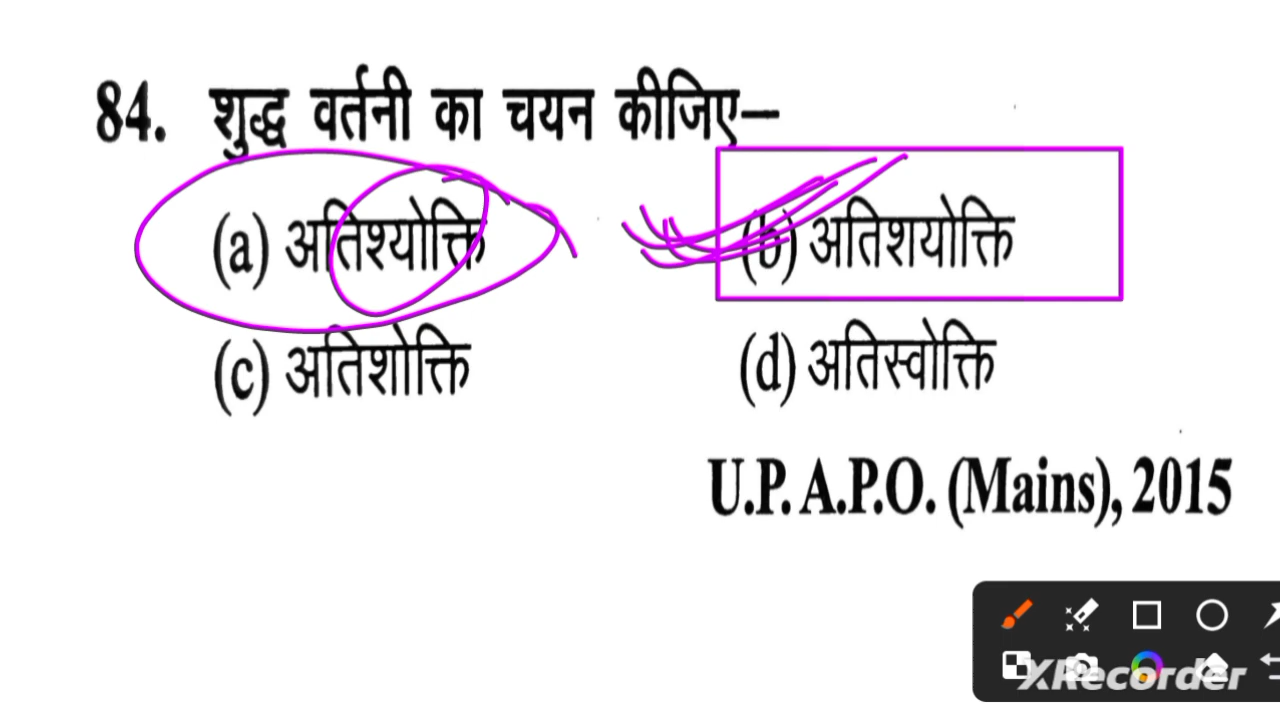 84. शुद्ध वर्तनी का चयन कीजिए–
(a) अतिश्योक्ति (b) अतिशयोक्ति
(c) अतिशोक्ति (d) अतिस्वोक्ति
U.P. A.P.O. (Mains), 2015
XRecorder